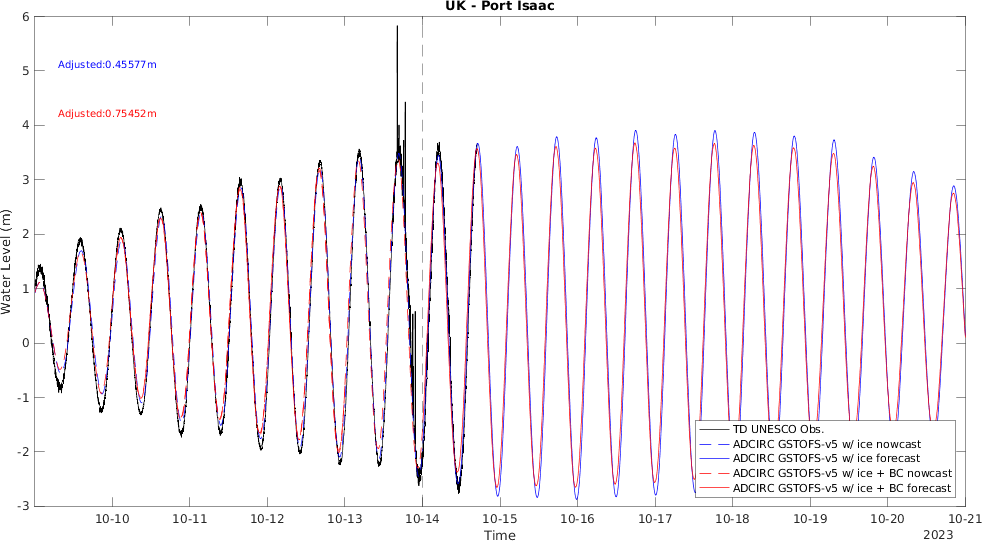 UK - Port Isaac
Adjusted:0.45577m
Adjusted:0.75452m
Water Level (m)
6
5
4
3
2
1
0
-1
-2
-3
TD UNESCO Obs.
ADCIRC GSTOFS-v5 w/ ice nowcast
ADCIRC GSTOFS-v5 w/ ice forecast
ADCIRC GSTOFS-v5 w/ ice + BC nowcast
ADCIRC GSTOFS-v5 w/ ice + BC forecast
10-10 10-11 10-12 10-13 10-14 10-15 10-16 10-17 10-18 10-19 10-20 10-21
Time
2023